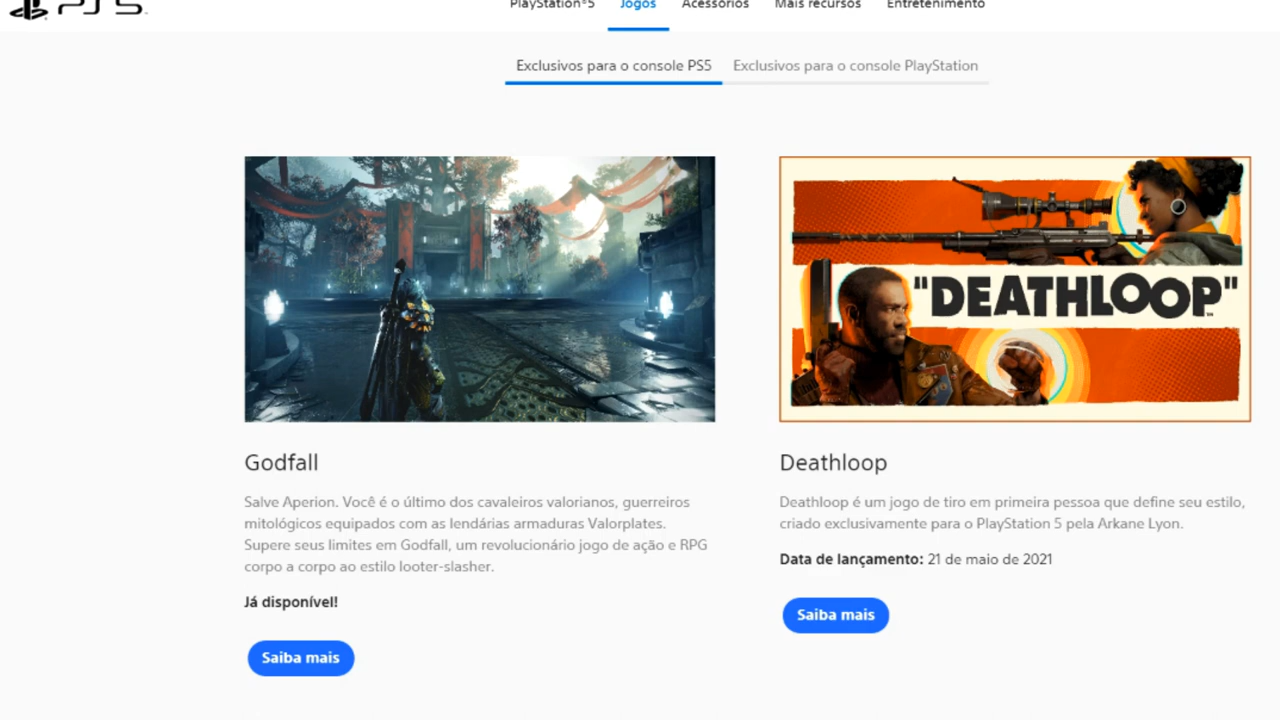 PS5
PlayStation®5 Jogos Acessórios Mais recursos Entretenimento
Exclusivos para o console PS5 Exclusivos para o console PlayStation
"DEATHLOOP"
Godfall
Salve Aperion. Você é o último dos cavaleiros valorianos, guerreiros
mitológicos equipados com as lendárias armaduras Valorplates.
Supere seus limites em Godfall, um revolucionário jogo de ação e RPG
corpo a corpo ao estilo looter-slasher.
Já disponível!
Saiba mais
Deathloop
Deathloop é um jogo de tiro em primeira pessoa que define seu estilo,
criado exclusivamente para o PlayStation 5 pela Arkane Lyon.
Data de lançamento: 21 de maio de 2021
Saiba mais